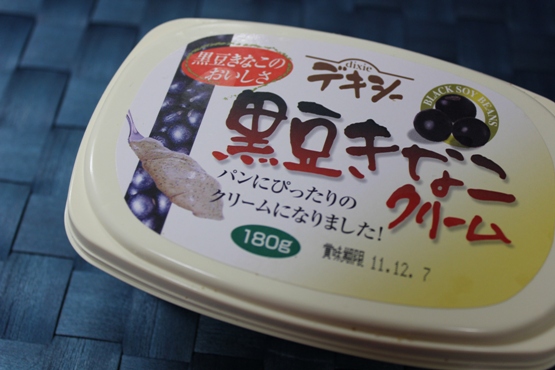 黒豆きなこの
おいしさ
dixie
デキシー
BLACK SOY BEANS
黒豆きなこ
クリーム
パンにぴったりの
クリームになりました!
180g
賞味期限 11.12.7